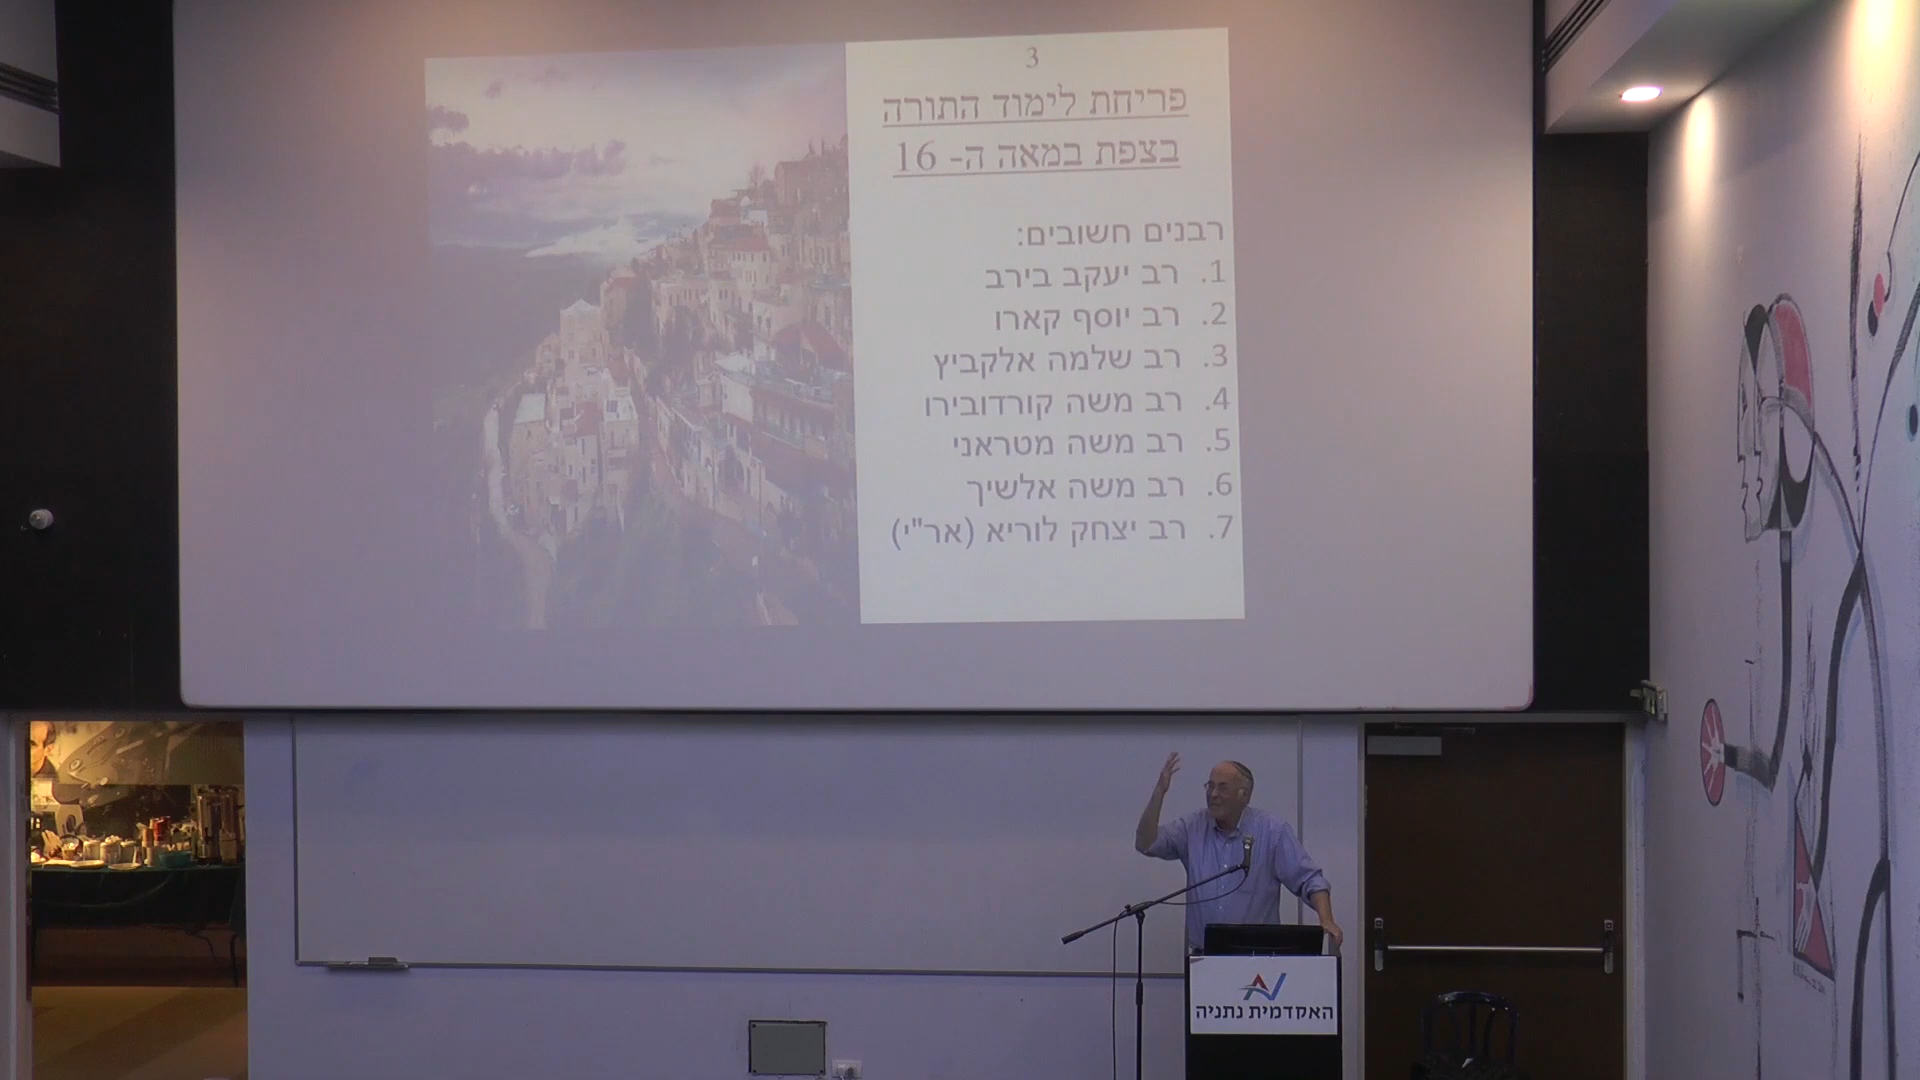 3
פריחת לימוד התורה
בצפת במאה ה- 16
רבנים חשובים:
1. רב יעקב בירב
2. רב יוסף קארו
3. רב שלמה אלקביץ
4. רב משה קורדובירו
5. רב משה מטראני
6. רב משה אלשיך
7. רב יצחק לוריא (אר"י)
האקדמית נתניה